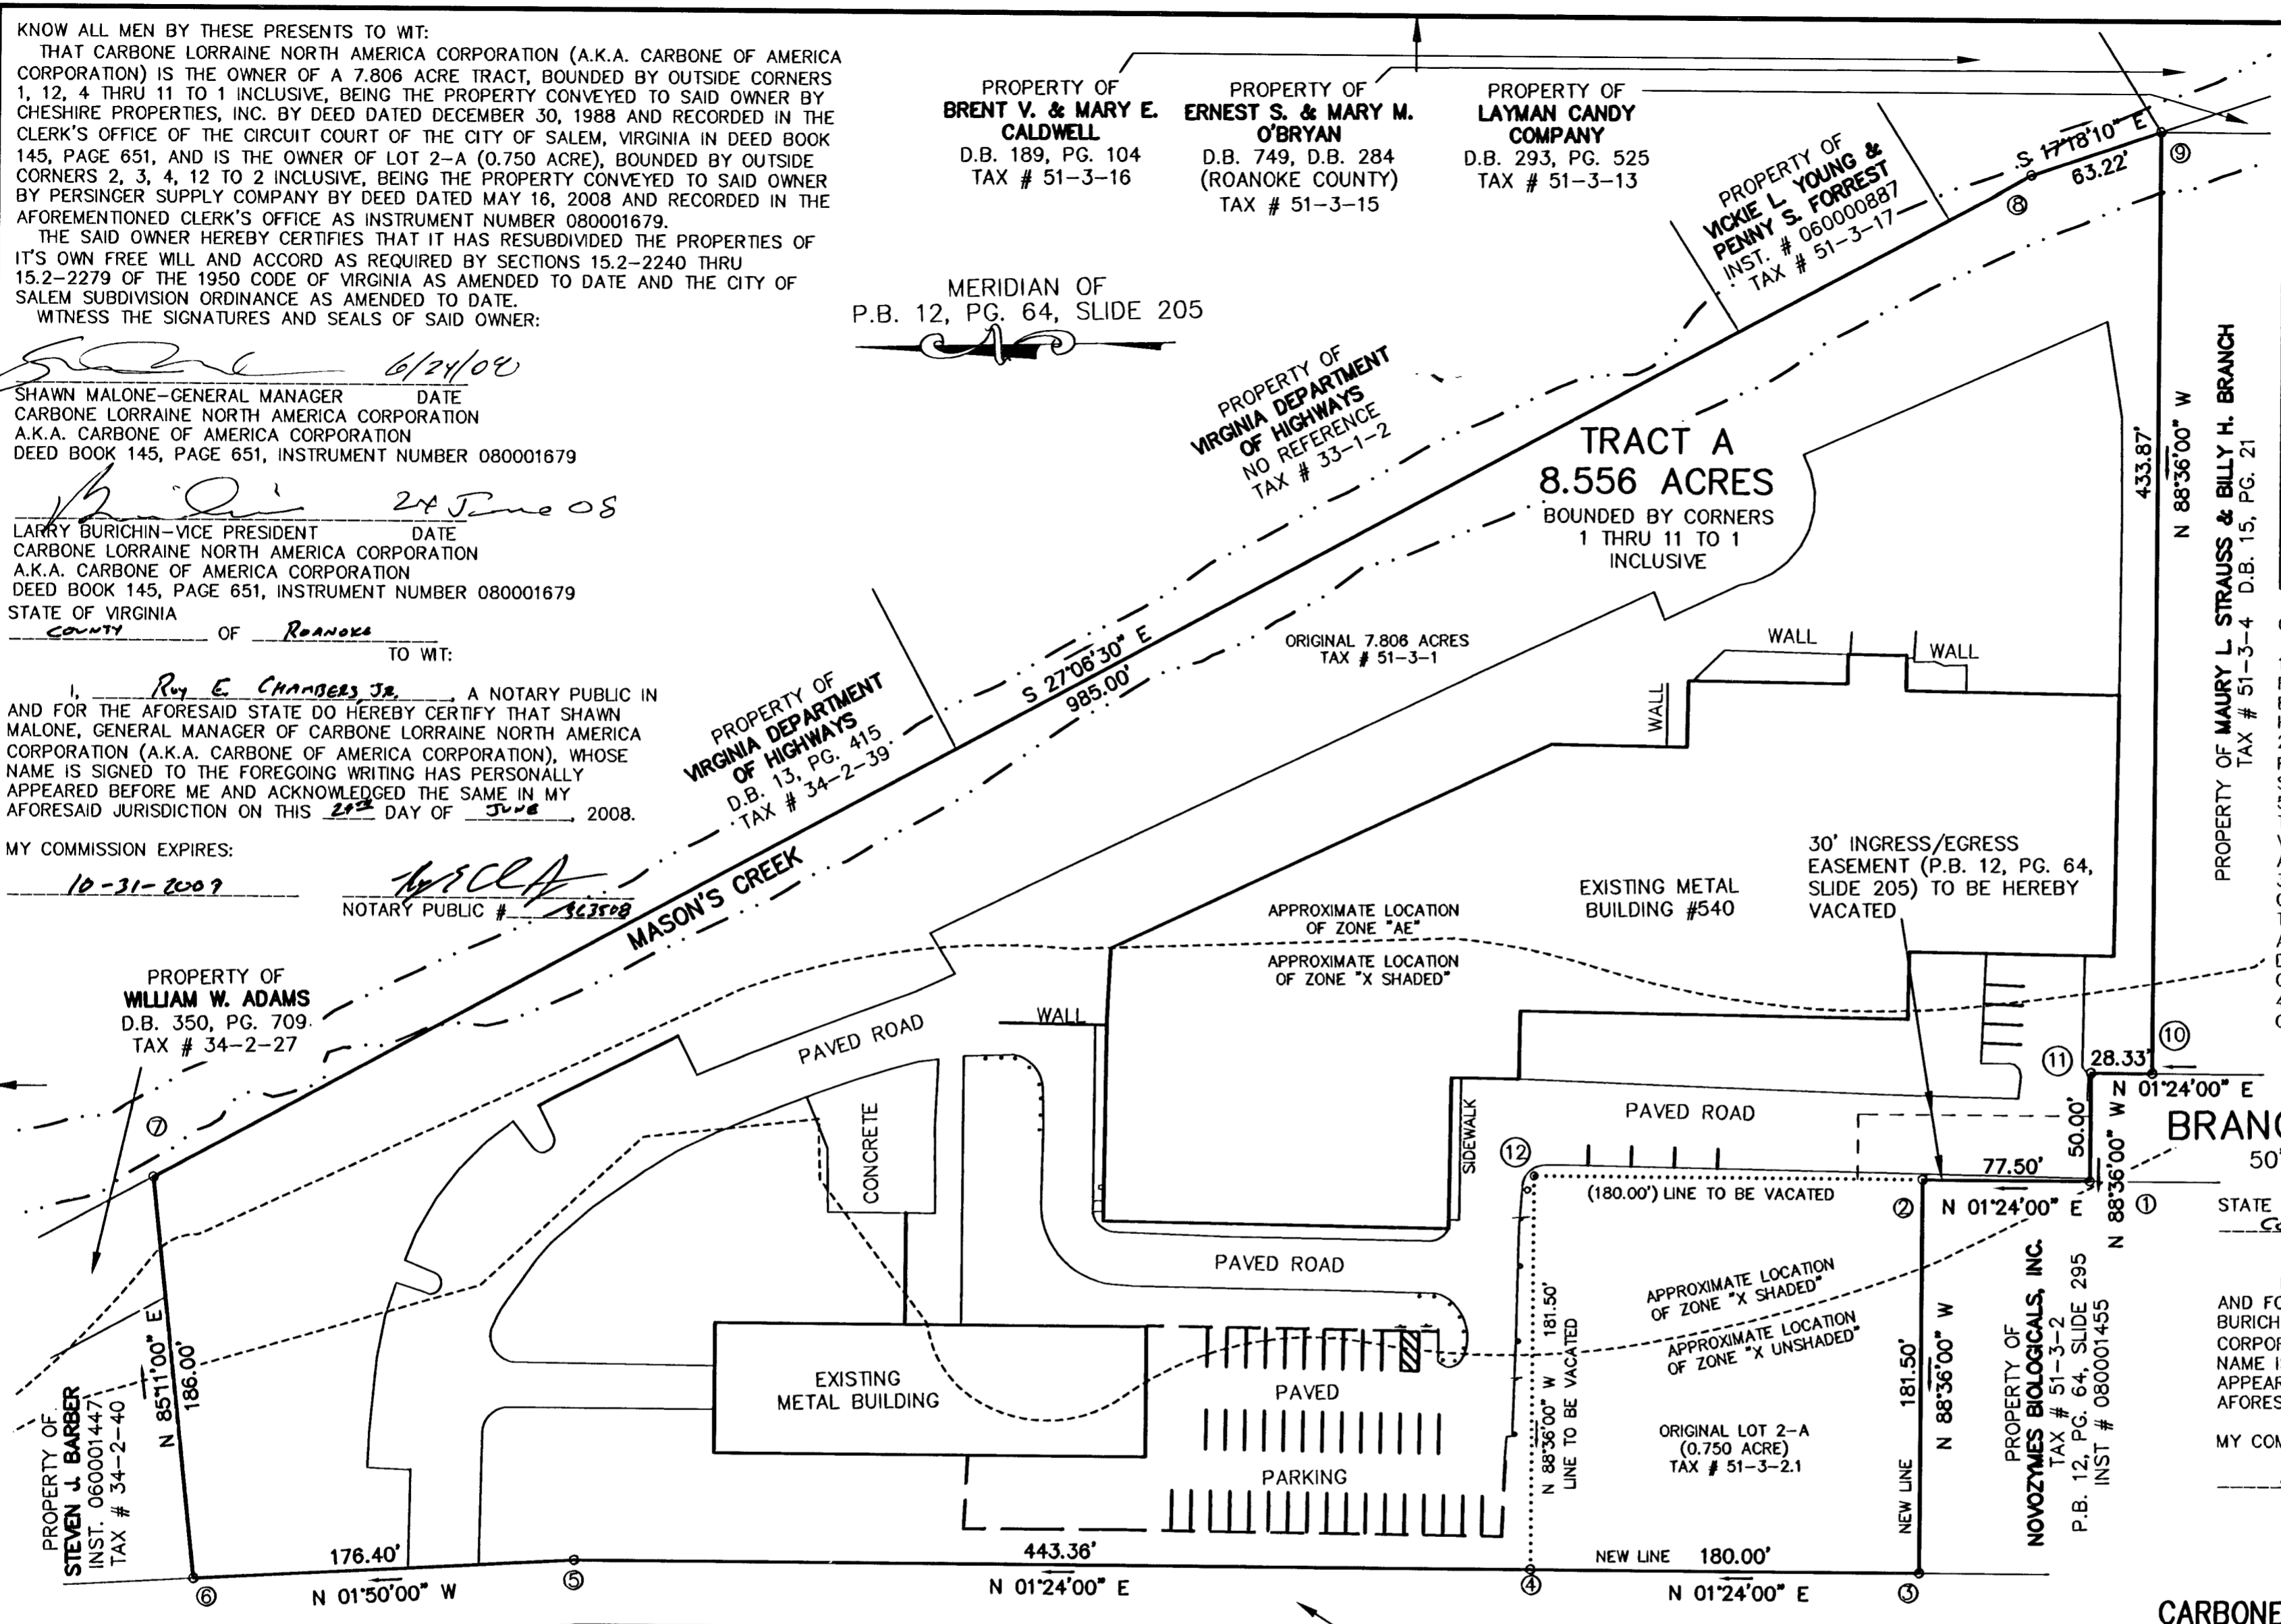 KNOW ALL MEN BY THESE PRESENTS TO WIT:
THAT CARBONE LORRAINE NORTH AMERICA CORPORATION (A.K.A. CARBONE OF AMERICA
CORPORATION) IS THE OWNER OF A 7.806 ACRE TRACT, BOUNDED BY OUTSIDE CORNERS
1, 12, 4 THRU 11 TO 1 INCLUSIVE, BEING THE PROPERTY CONVEYED TO SAID OWNER BY
CHESHIRE PROPERTIES, INC. BY DEED DATED DECEMBER 30, 1988 AND RECORDED IN THE
CLERK'S OFFICE OF THE CIRCUIT COURT OF THE CITY OF SALEM, VIRGINIA IN DEED BOOK
145, PAGE 651, AND IS THE OWNER OF LOT 2-A (0.750 ACRE), BOUNDED BY OUTSIDE
CORNERS 2, 3, 4, 12 TO 2 INCLUSIVE, BEING THE PROPERTY CONVEYED TO SAID OWNER
BY PERSINGER SUPPLY COMPANY BY DEED DATED MAY 16, 2008 AND RECORDED IN THE
AFOREMENTIONED CLERK'S OFFICE AS INSTRUMENT NUMBER 080001679.
THE SAID OWNER HEREBY CERTIFIES THAT IT HAS RESUBDIVIDED THE PROPERTIES OF
IT'S OWN FREE WILL AND ACCORD AS REQUIRED BY SECTIONS 15.2-2240 THRU
15.2-2279 OF THE 1950 CODE OF VIRGINIA AS AMENDED TO DATE AND THE CITY OF
SALEM SUBDIVISION ORDINANCE AS AMENDED TO DATE.
WITNESS THE SIGNATURES AND SEALS OF SAID OWNER:
6/24/08
SHAWN MALONE-GENERAL MANAGER DATE
CARBONE LORRAINE NORTH AMERICA CORPORATION
A.K.A. CARBONE OF AMERICA CORPORATION
DEED BOOK 145, PAGE 651, INSTRUMENT NUMBER 080001679
24 June 08
LARRY BURICHIN-VICE PRESIDENT DATE
CARBONE LORRAINE NORTH AMERICA CORPORATION
A.K.A. CARBONE OF AMERICA CORPORATION
DEED BOOK 145, PAGE 651, INSTRUMENT NUMBER 080001679
STATE OF VIRGINIA
COUNTY OF ROANOKE
TO WIT:
I, Roy E. CHAMBERS JR., A NOTARY PUBLIC IN
AND FOR THE AFORESAID STATE DO HEREBY CERTIFY THAT SHAWN
MALONE, GENERAL MANAGER OF CARBONE LORRAINE NORTH AMERICA
CORPORATION (A.K.A. CARBONE OF AMERICA CORPORATION), WHOSE
NAME IS SIGNED TO THE FOREGOING WRITING HAS PERSONALLY
APPEARED BEFORE ME AND ACKNOWLEDGED THE SAME IN MY
AFORESAID JURISDICTION ON THIS 24TH DAY OF JUNE, 2008.
MY COMMISSION EXPIRES:
10-31-2009
NOTARY PUBLIC #
PROPERTY OF
BRENT V. & MARY E.
CALDWELL
D.B. 189, PG. 104
TAX # 51-3-16
PROPERTY OF
ERNEST S. & MARY M.
O'BRYAN
D.B. 749, D.B. 284
(ROANOKE COUNTY)
TAX # 51-3-15
PROPERTY OF
LAYMAN CANDY
COMPANY
D.B. 293, PG. 525
TAX # 51-3-13
PROPERTY OF
VICKIE L. YOUNG &
PENNY S. FORREST
INST. # 060000887
TAX # 51-3-17
S 17°18'10" E
63.22'
8
9
MERIDIAN OF
P.B. 12, PG. 64, SLIDE 205
N
PROPERTY OF
VIRGINIA DEPARTMENT
OF HIGHWAYS
NO REFERENCE
TAX # 33-1-2
TRACT A
8.556 ACRES
BOUNDED BY CORNERS
1 THRU 11 TO 1
INCLUSIVE
433.87'
N 88°36'00" W
PROPERTY OF MAURY L. STRAUSS & BILLY H. BRANCH
TAX # 51-3-4 D.B. 15, PG. 21
ORIGINAL 7.806 ACRES
TAX # 51-3-1
S 27°06'30" E
985.00'
WALL
WALL
WALL
PROPERTY OF
VIRGINIA DEPARTMENT
OF HIGHWAYS
D.B. 13, PG. 415
TAX # 34-2-39
MASON'S CREEK
30' INGRESS/EGRESS
EASEMENT (P.B. 12, PG. 64,
SLIDE 205) TO BE HEREBY
VACATED
EXISTING METAL
BUILDING #540
APPROXIMATE LOCATION
OF ZONE "AE"
APPROXIMATE LOCATION
OF ZONE "X SHADED"
PROPERTY OF
WILLIAM W. ADAMS
D.B. 350, PG. 709
TAX # 34-2-27
7
WALL
PAVED ROAD
CONCRETE
SIDEWALK
PAVED ROAD
10
11
28.33'
N 01°24'00" E
50.00'
N 88°36'00" W
BRANC
50'
12
(180.00') LINE TO BE VACATED
77.50'
2
N 01°24'00" E
1
STATE
PAVED ROAD
APPROXIMATE LOCATION
OF ZONE "X SHADED"
APPROXIMATE LOCATION
OF ZONE "X UNSHADED"
N 88°36'00" W 181.50'
LINE TO BE VACATED
ORIGINAL LOT 2-A
(0.750 ACRE)
TAX # 51-3-2.1
NEW LINE 181.50'
N 88°36'00" W
PROPERTY OF
NOVOZYMES BIOLOGICALS, INC.
TAX # 51-3-2
P.B. 12, PG. 64, SLIDE 295
INST # 080001455
AND FO
BURICH
CORPOR
NAME I
APPEAR
AFORES
MY COM
EXISTING
METAL BUILDING
PAVED
PARKING
N 85°11'00" E
186.00'
PROPERTY OF
STEVEN J. BARBER
INST. 060001447
TAX # 34-2-40
176.40'
N 01°50'00" W
6
5
443.36'
N 01°24'00" E
4
NEW LINE 180.00'
N 01°24'00" E
3
CARBONE